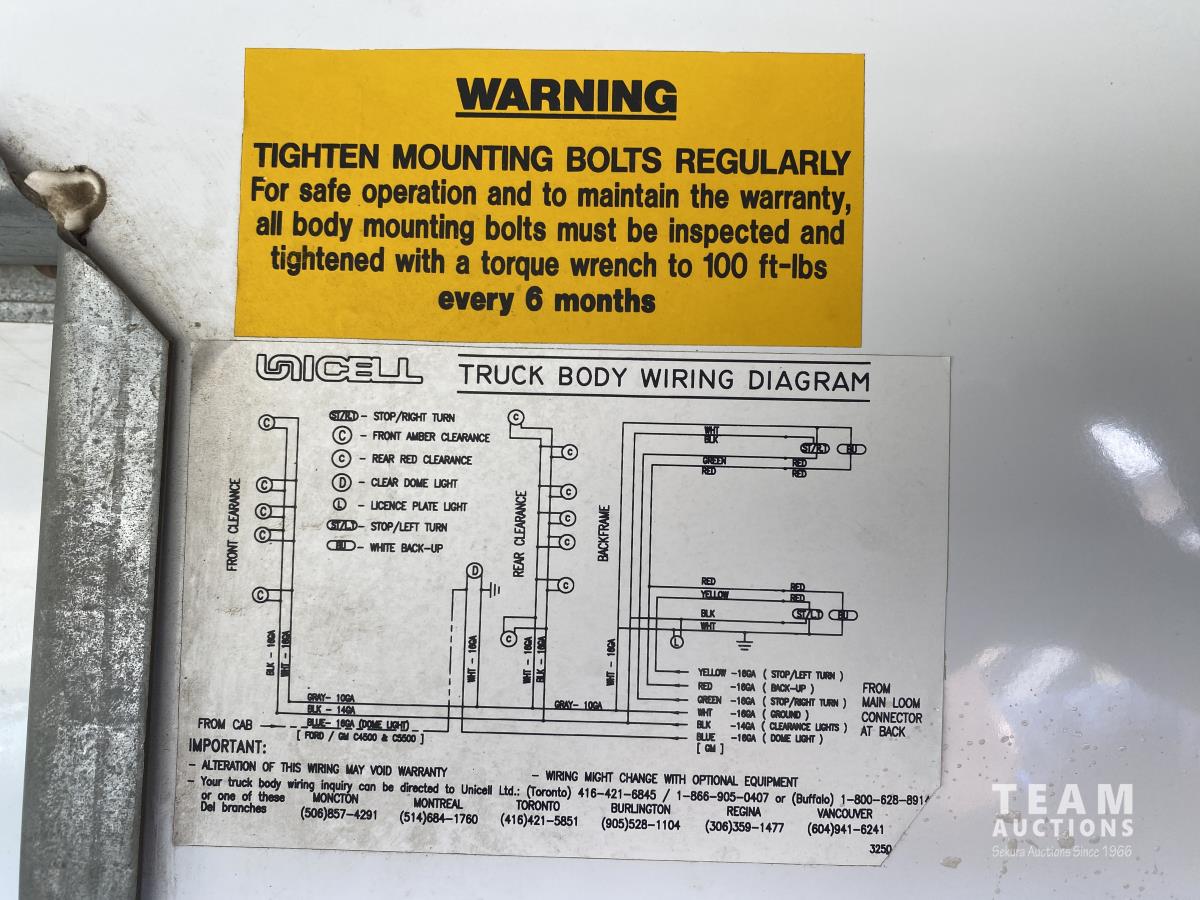 WARNING
TIGHTEN MOUNTING BOLTS REGULARLY
For safe operation and to maintain the warranty,
all body mounting bolts must be inspected and
tightened with a torque wrench to 100 ft-lbs
every 6 months
UNICELL
TRUCK BODY WIRING DIAGRAM
ST/R.T - STOP/RIGHT TURN
C - FRONT AMBER CLEARANCE
C - REAR RED CLEARANCE
D - CLEAR DOME LIGHT
L - LICENCE PLATE LIGHT
ST/L.T - STOP/LEFT TURN
BU - WHITE BACK-UP
FRONT CLEARANCE
C
C
C
C
C
BLK - 16GA
WHT - 16GA
D
WHT - 16GA
REAR CLEARANCE
C
C
C
C
C
C
C
WHT - 16GA
BLK - 16GA
BACKFRAME
WHT - 16GA
WHT
BLK
GREEN
RED
RED
RED
ST/R.T
BU
RED
YELLOW
BLK
WHT
RED
RED
ST/L.T
BU
L
GRAY- 10GA
BLK - 14GA
BLUE- 16GA (DOME LIGHT)
[ FORD / GM C4500 & C5500 ]
FROM CAB
GRAY- 10GA
YELLOW -16GA ( STOP/LEFT TURN )
RED -16GA ( BACK-UP )
GREEN -16GA ( STOP/RIGHT TURN )
WHT -16GA ( GROUND )
BLK -14GA ( CLEARANCE LIGHTS )
BLUE -16GA ( DOME LIGHT )
[ GM ]
FROM
MAIN LOOM
CONNECTOR
AT BACK
IMPORTANT:
- ALTERATION OF THIS WIRING MAY VOID WARRANTY
- WIRING MIGHT CHANGE WITH OPTIONAL EQUIPMENT
- Your truck body wiring inquiry can be directed to Unicell Ltd.: (Toronto) 416-421-6845 / 1-866-905-0407 or (Buffalo) 1-800-628-8914
or one of these
Del branches
MONCTON
(506)857-4291
MONTREAL
(514)684-1760
TORONTO
(416)421-5851
BURLINGTON
(905)528-1104
REGINA
(306)359-1477
VANCOUVER
(604)941-6241
3250
TEAM
AUCTIONS
Sekura Auctions Since 1966